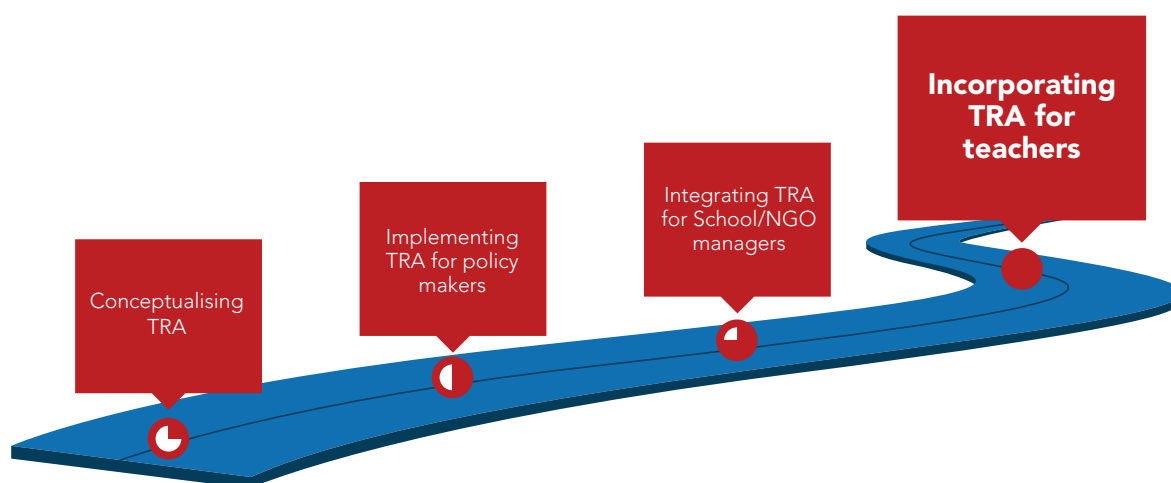 Conceptualising
TRA
Implementing
TRA for policy
makers
Integrating TRA
for School/NGO
managers
Incorporating
TRA for
teachers